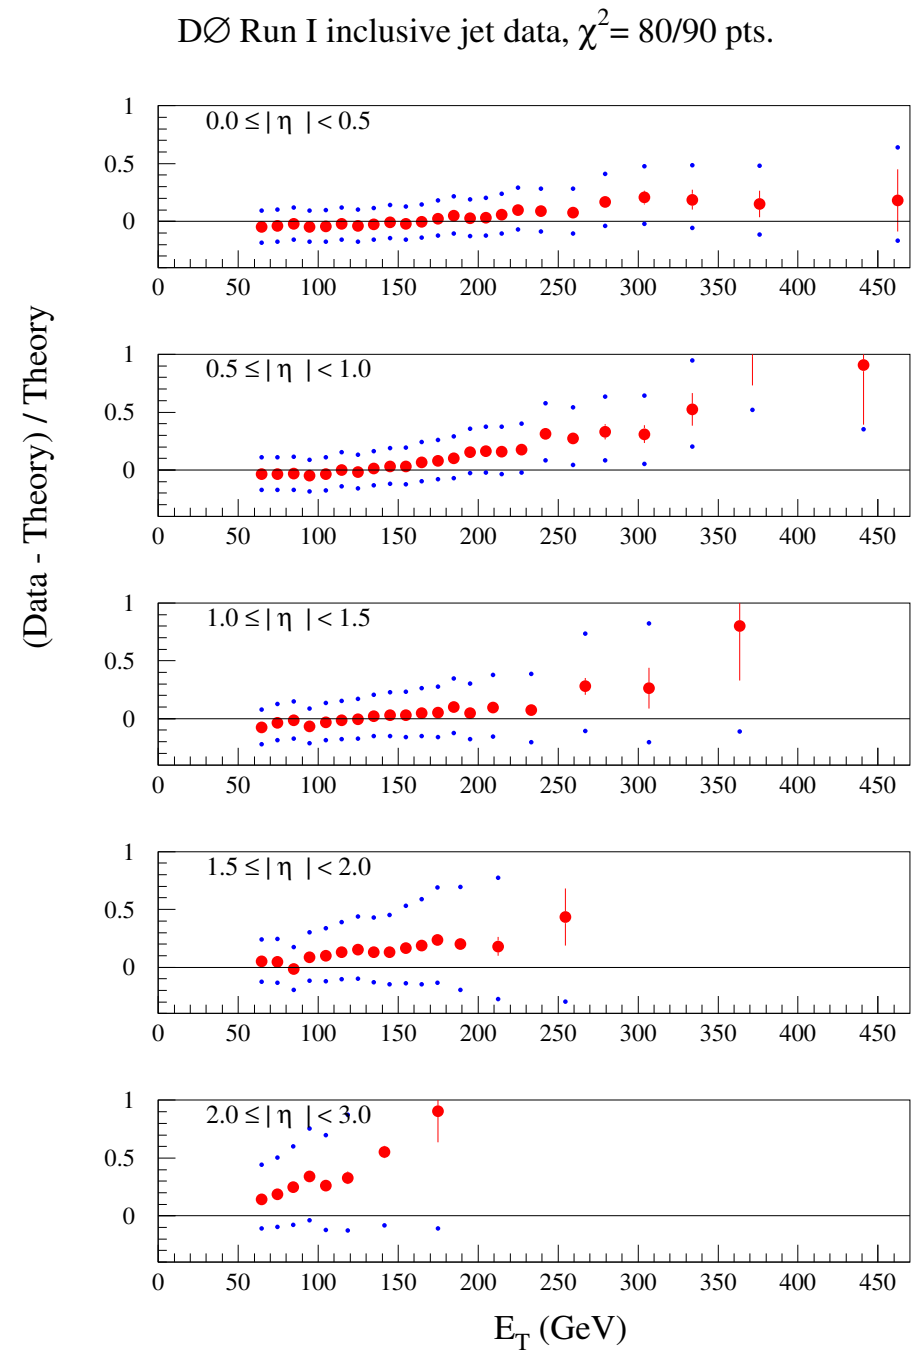 DØ Run I inclusive jet data, χ²= 80/90 pts.
(Data - Theory) / Theory
0.0 ≤ | η | < 0.5
1
0.5
0
0 50 100 150 200 250 300 350 400 450
0.5 ≤ | η | < 1.0
1
0.5
0
0 50 100 150 200 250 300 350 400 450
1.0 ≤ | η | < 1.5
1
0.5
0
0 50 100 150 200 250 300 350 400 450
1.5 ≤ | η | < 2.0
1
0.5
0
0 50 100 150 200 250 300 350 400 450
2.0 ≤ | η | < 3.0
1
0.5
0
0 50 100 150 200 250 300 350 400 450
E_T (GeV)